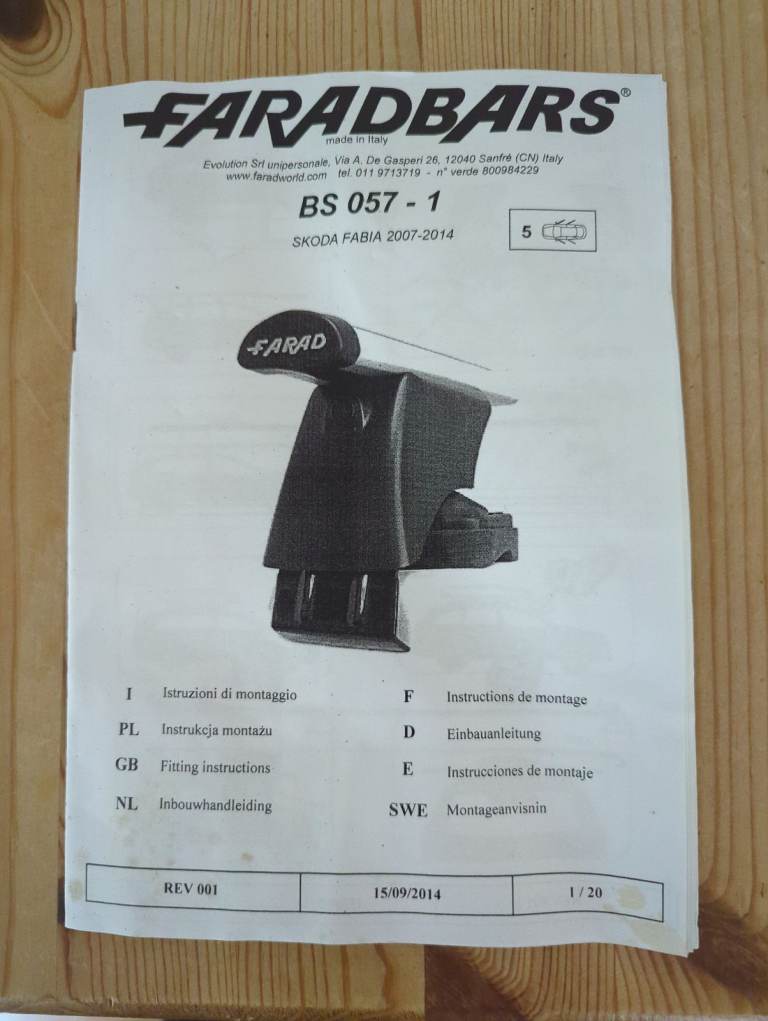 FARADBARS®
made in Italy
Evolution Srl unipersonale, Via A. De Gasperi 26, 12040 Sanfrè (CN) Italy
www.faradworld.com tel. 011 9713719 - n° verde 800984229
BS 057 - 1
SKODA FABIA 2007-2014
5
FARAD
I Istruzioni di montaggio
F Instructions de montage
PL Instrukcja montażu
D Einbauanleitung
GB Fitting instructions
E Instrucciones de montaje
NL Inbouwhandleiding
SWE Montageanvisnin
REV 001 15/09/2014 1 / 20